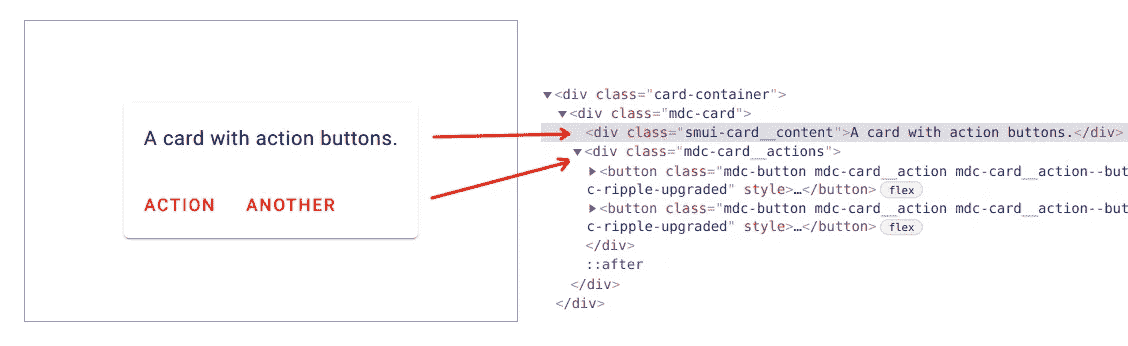 A card with action buttons.
ACTION ANOTHER
<div class="card-container">
<div class="mdc-card">
<div class="smui-card__content">A card with action buttons.</div>
<div class="mdc-card__actions">
<button class="mdc-button mdc-card__action mdc-card__action--but
c-ripple-upgraded" style>…</button> flex
<button class="mdc-button mdc-card__action mdc-card__action--but
c-ripple-upgraded" style>…</button> flex
</div>
::after
</div>
</div>